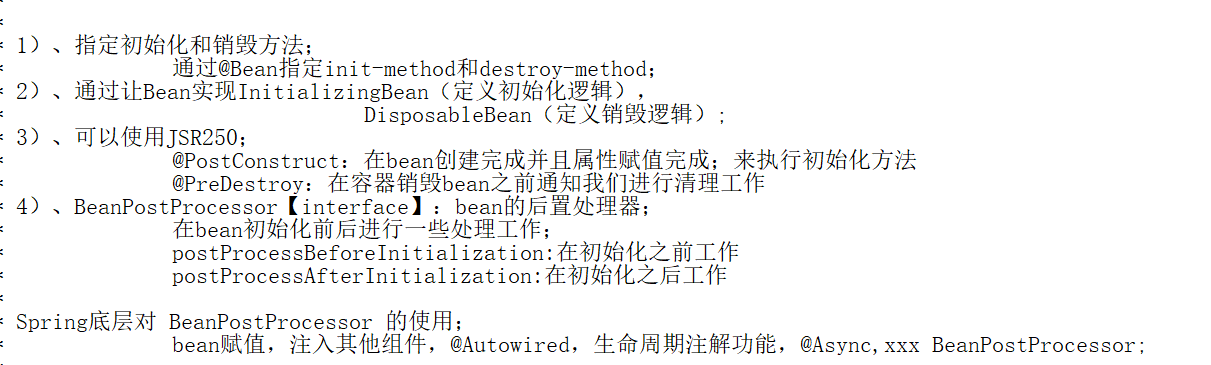 *
*
* 1)、指定初始化和销毁方法;
* 通过@Bean指定init-method和destroy-method;
* 2)、通过让Bean实现InitializingBean(定义初始化逻辑),
* DisposableBean(定义销毁逻辑);
* 3)、可以使用JSR250;
* @PostConstruct:在bean创建完成并且属性赋值完成;来执行初始化方法
* @PreDestroy:在容器销毁bean之前通知我们进行清理工作
* 4)、BeanPostProcessor【interface】:bean的后置处理器;
* 在bean初始化前后进行一些处理工作;
* postProcessBeforeInitialization:在初始化之前工作
* postProcessAfterInitialization:在初始化之后工作
*
* Spring底层对 BeanPostProcessor 的使用;
* bean赋值,注入其他组件,@Autowired,生命周期注解功能,@Async,xxx BeanPostProcessor;